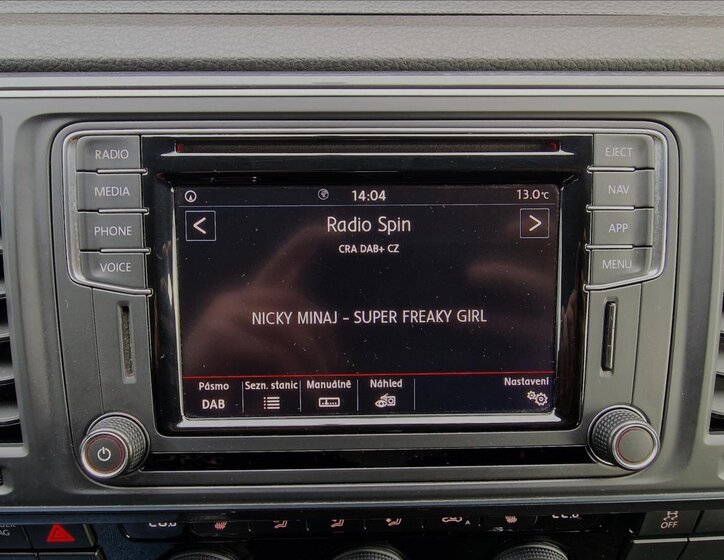 RADIO
MEDIA
PHONE
VOICE
EJECT
NAV
APP
MENU
14:04
13.0°C
Radio Spin
CRA DAB+ CZ
NICKY MINAJ – SUPER FREAKY GIRL
Pásmo
DAB
Sezn. stanic
Manuálně
Náhled
Nastavení
OFF